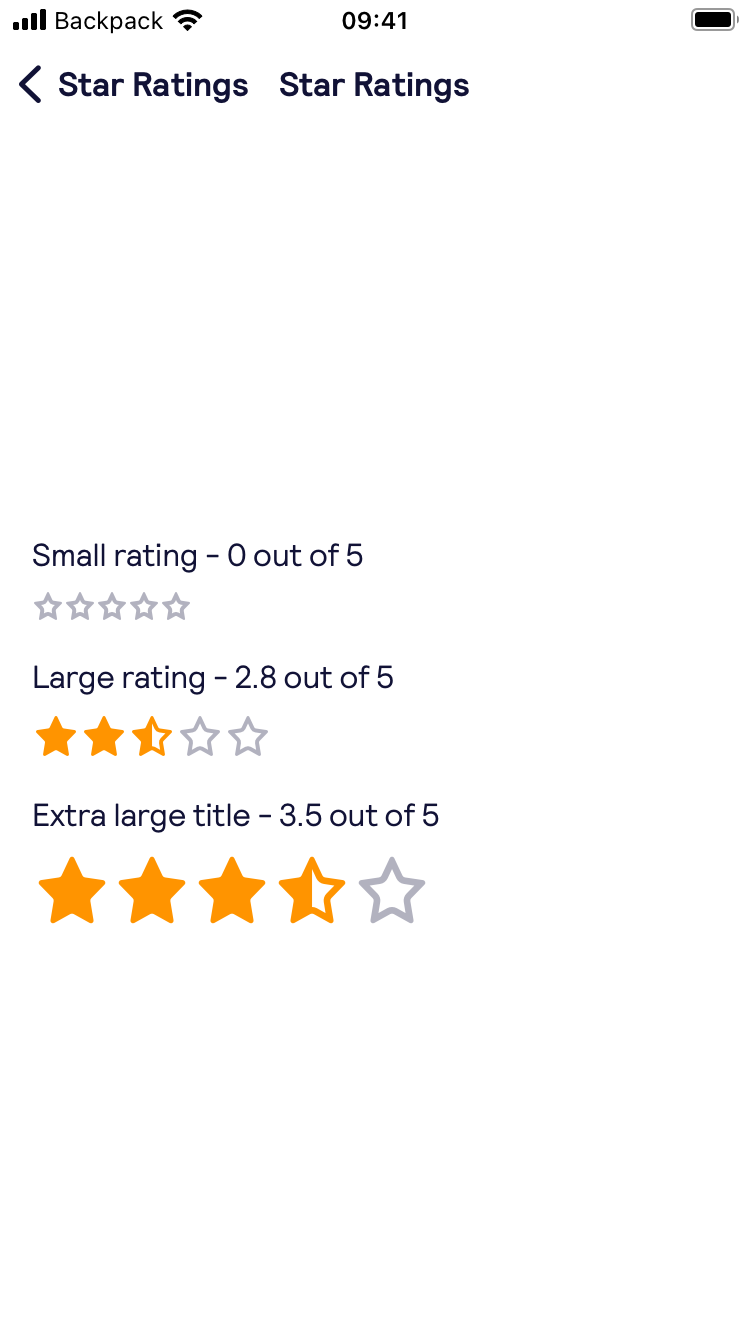 Backpack 09:41
Star Ratings Star Ratings
Small rating - 0 out of 5
Large rating - 2.8 out of 5
Extra large title - 3.5 out of 5